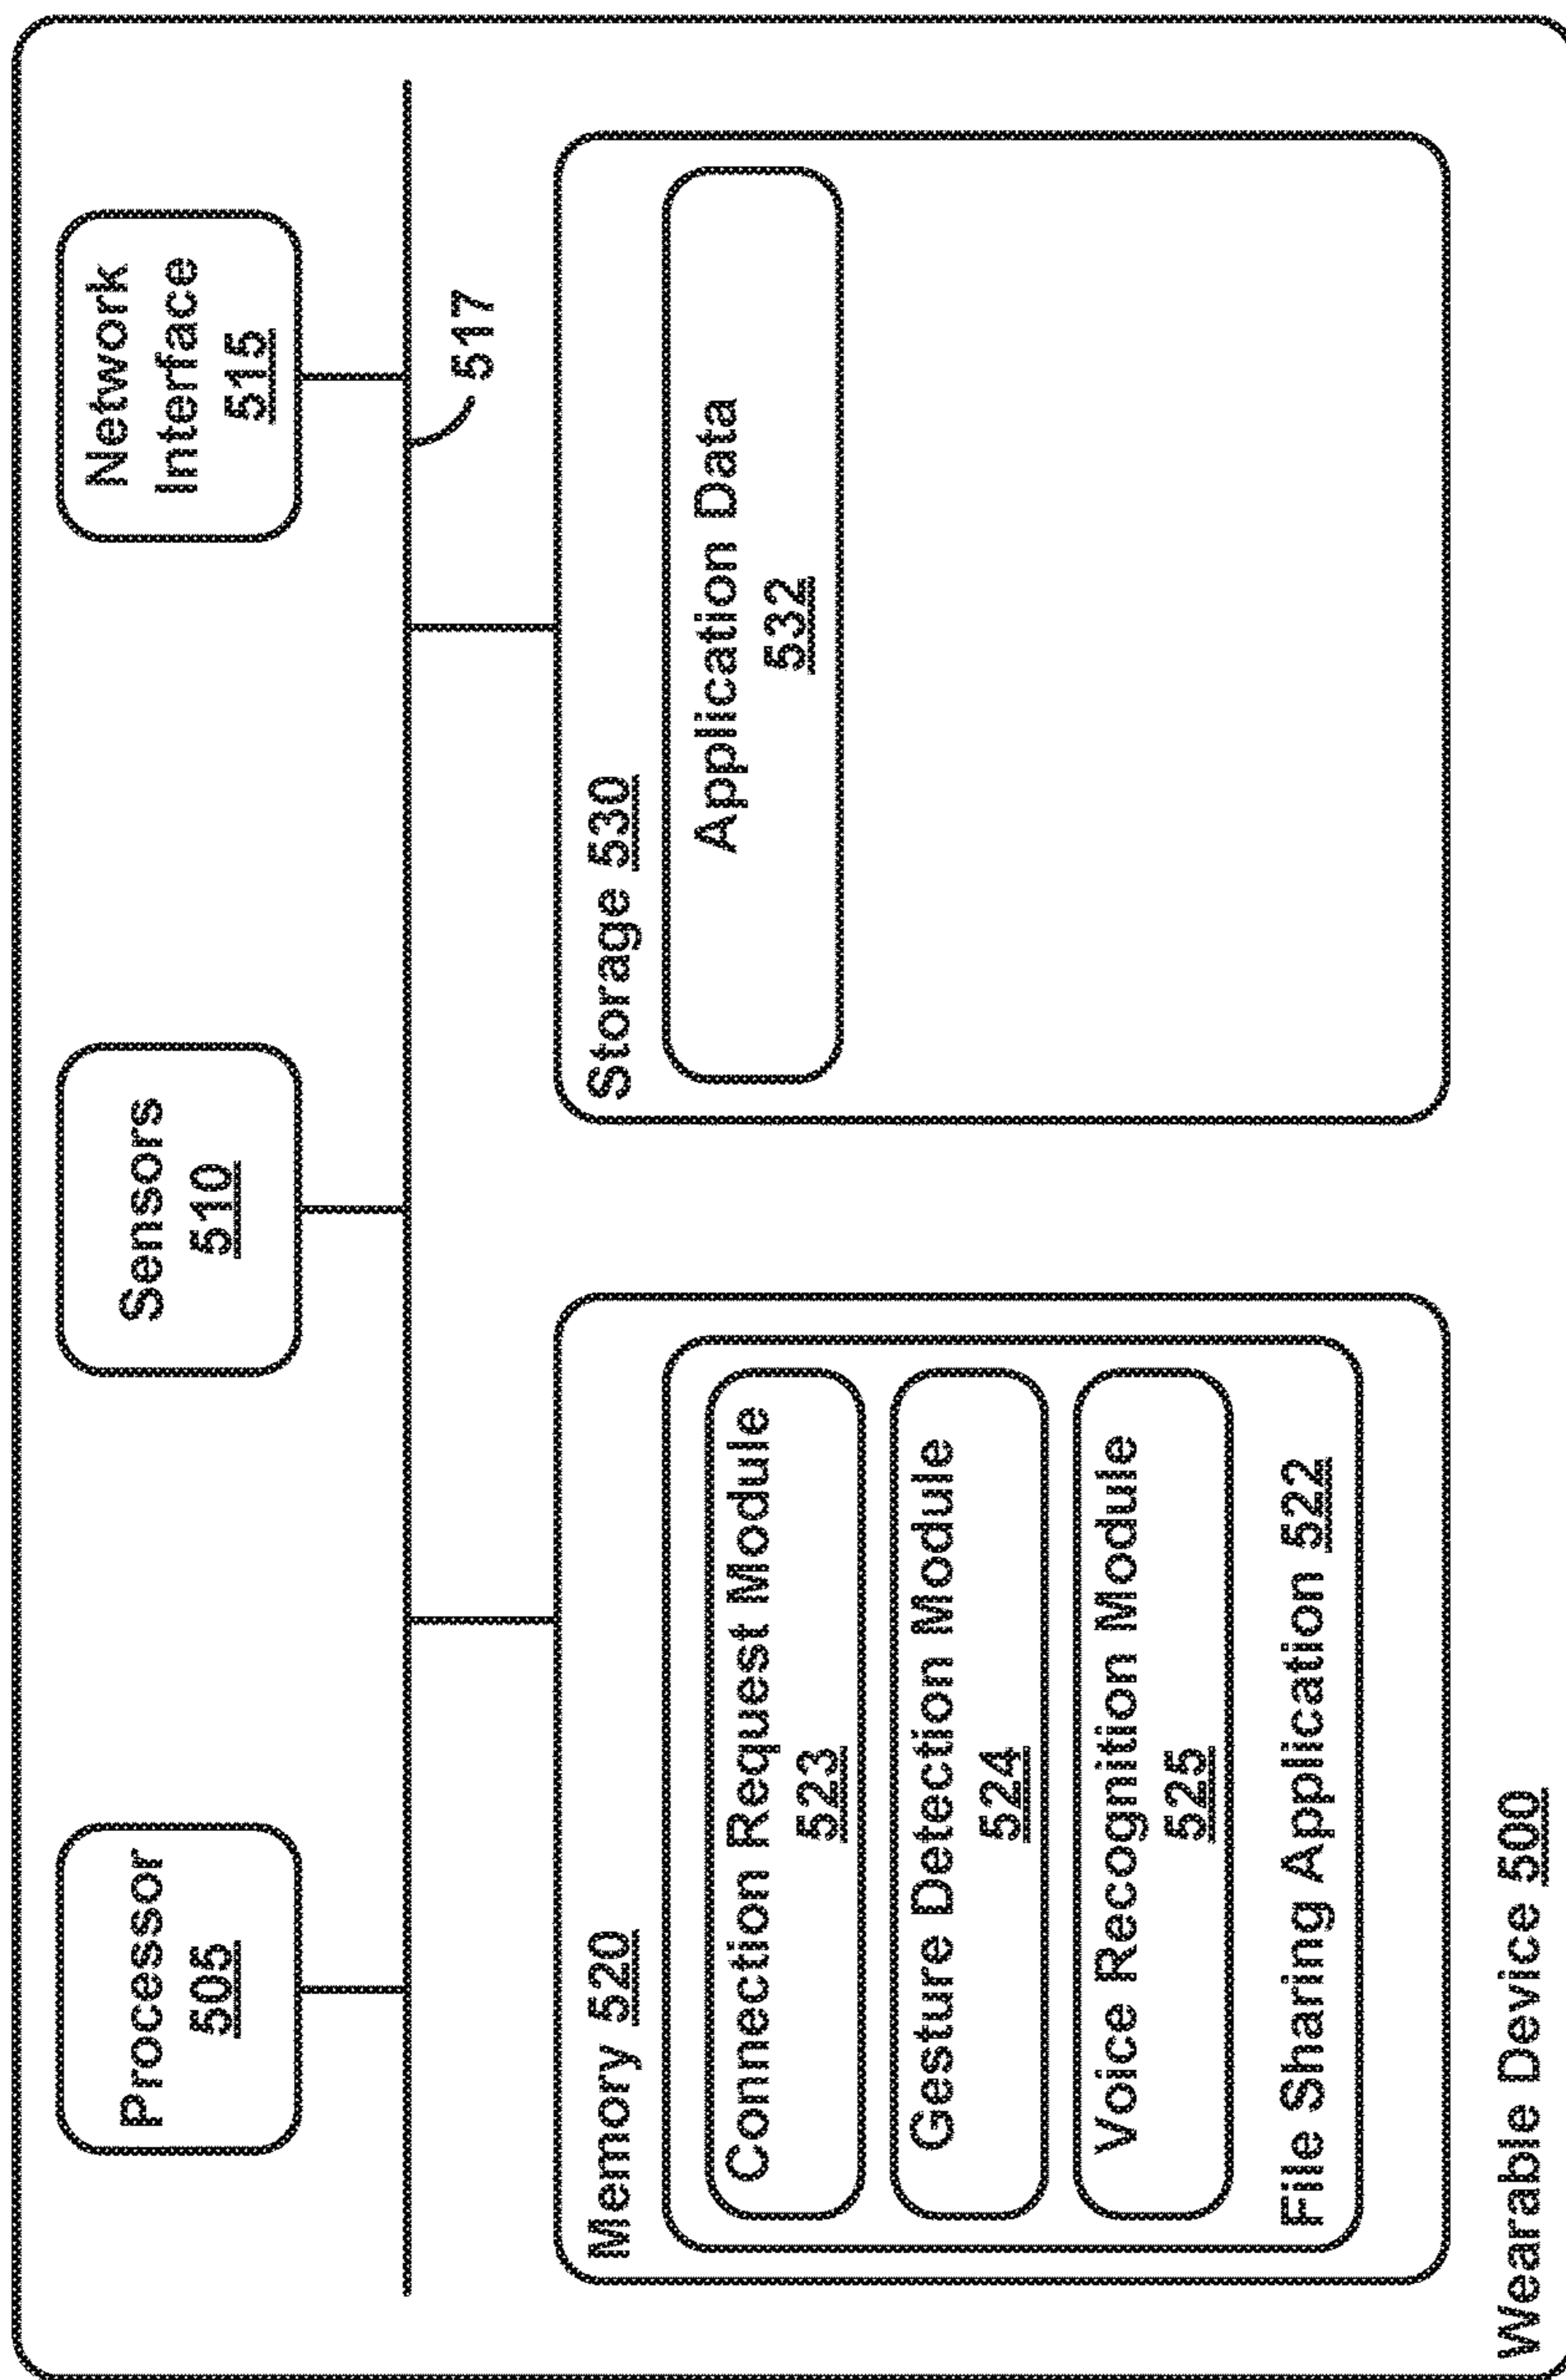 Processor
505
Sensors
510
Network
Interface
515
517
Memory 520
Connection Request Module
523
Gesture Detection Module
524
Voice Recognition Module
525
File Sharing Application 522
Storage 530
Application Data
532
Wearable Device 500